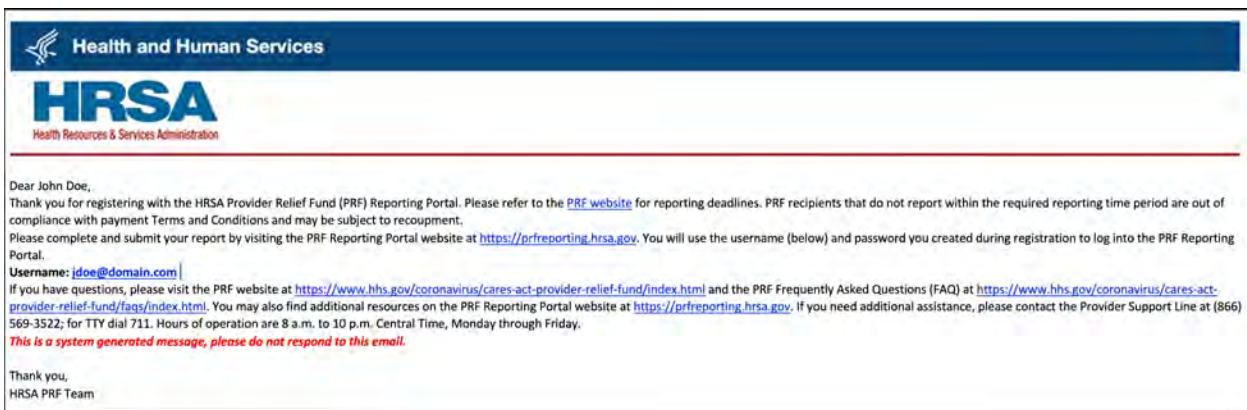 Health and Human Services
HRSA
Health Resources & Services Administration
Dear John Doe,
Thank you for registering with the HRSA Provider Relief Fund (PRF) Reporting Portal. Please refer to the PRF website for reporting deadlines. PRF recipients that do not report within the required reporting time period are out of
compliance with payment Terms and Conditions and may be subject to recoupment.
Please complete and submit your report by visiting the PRF Reporting Portal website at https://prfreporting.hrsa.gov. You will use the username (below) and password you created during registration to log into the PRF Reporting
Portal.
Username: jdoe@domain.com
If you have questions, please visit the PRF website at https://www.hhs.gov/coronavirus/cares-act-provider-relief-fund/index.html and the PRF Frequently Asked Questions (FAQ) at https://www.hhs.gov/coronavirus/cares-act-
provider-relief-fund/faqs/index.html. You may also find additional resources on the PRF Reporting Portal website at https://prfreporting.hrsa.gov. If you need additional assistance, please contact the Provider Support Line at (866)
569-3522; for TTY dial 711. Hours of operation are 8 a.m. to 10 p.m. Central Time, Monday through Friday.
This is a system generated message, please do not respond to this email.
Thank you,
HRSA PRF Team